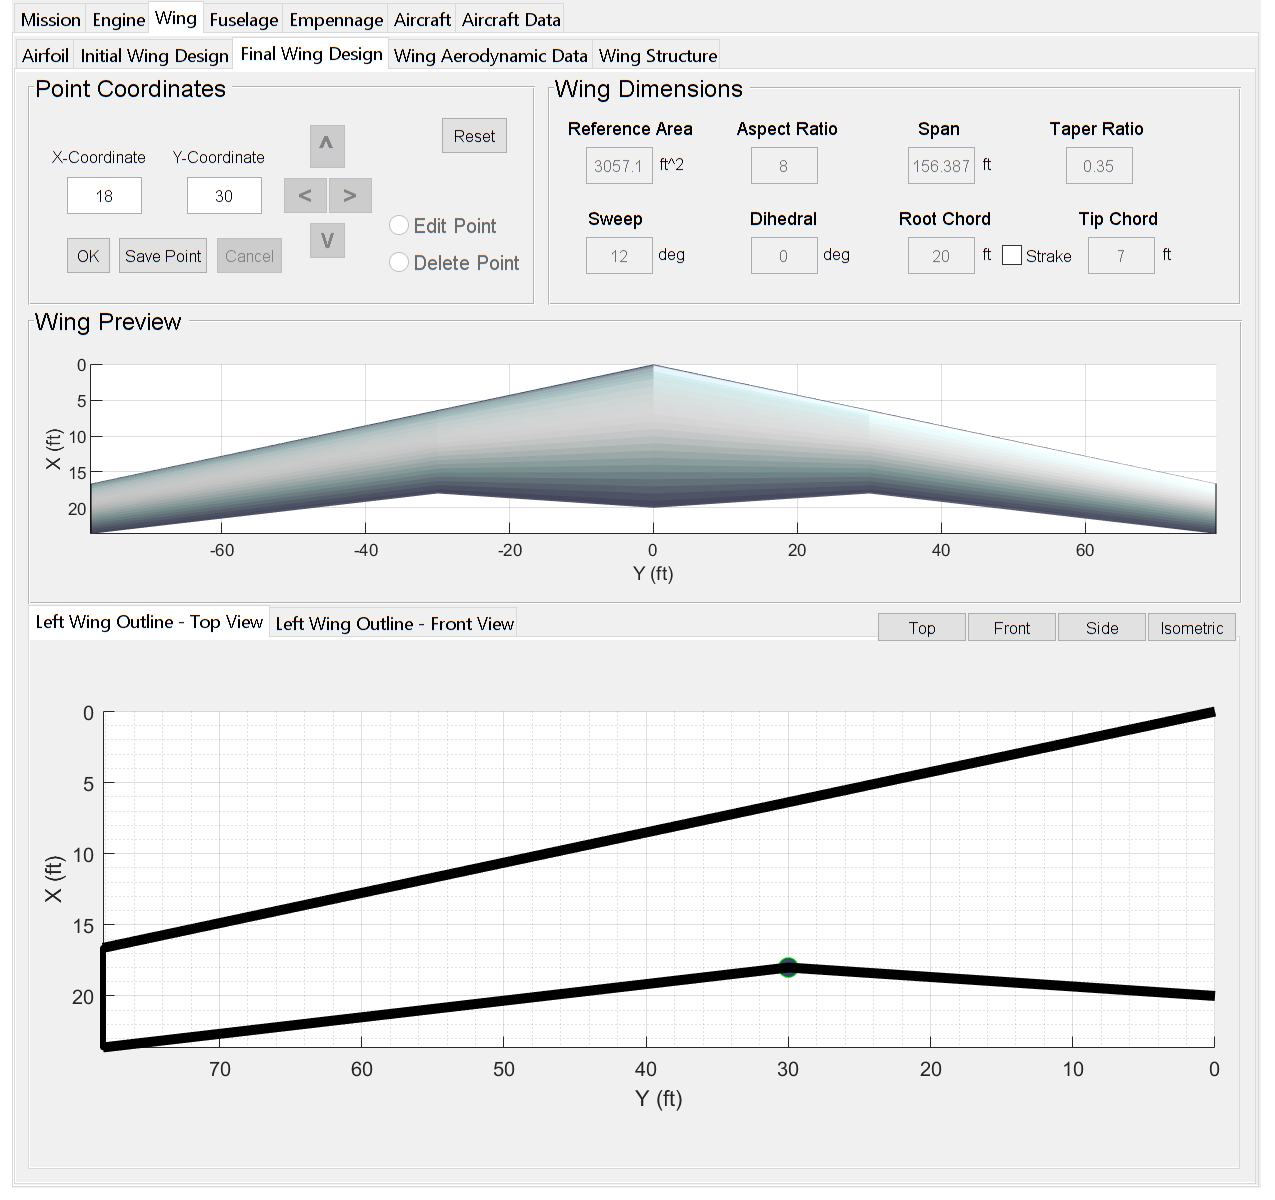 Mission Engine Wing Fuselage Empennage Aircraft Aircraft Data
Airfoil Initial Wing Design Final Wing Design Wing Aerodynamic Data Wing Structure
Point Coordinates
X-Coordinate Y-Coordinate
18 30
^
< >
V
Reset
Edit Point
Delete Point
OK Save Point Cancel
Wing Dimensions
Reference Area Aspect Ratio Span Taper Ratio
3057.1 ft^2 8 156.387 ft 0.35
Sweep Dihedral Root Chord Tip Chord
12 deg 0 deg 20 ft Strake 7 ft
Wing Preview
0
5
10
15
20
X (ft)
-60 -40 -20 0 20 40 60
Y (ft)
Left Wing Outline - Top View Left Wing Outline - Front View
Top Front Side Isometric
0
5
10
15
20
X (ft)
70 60 50 40 30 20 10 0
Y (ft)